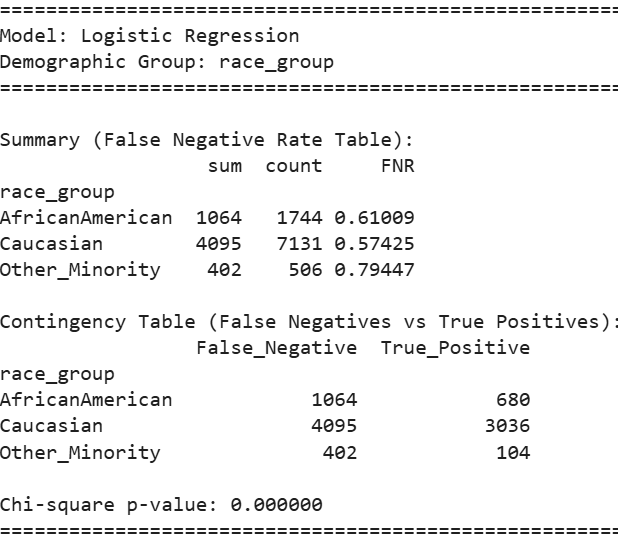 =====================================================
Model: Logistic Regression
Demographic Group: race_group
=====================================================
Summary (False Negative Rate Table):
                  sum  count     FNR
race_group
AfricanAmerican  1064   1744 0.61009
Caucasian        4095   7131 0.57425
Other_Minority    402    506 0.79447
Contingency Table (False Negatives vs True Positives):
                 False_Negative  True_Positive
race_group
AfricanAmerican            1064            680
Caucasian                  4095           3036
Other_Minority              402            104
Chi-square p-value: 0.000000
=====================================================